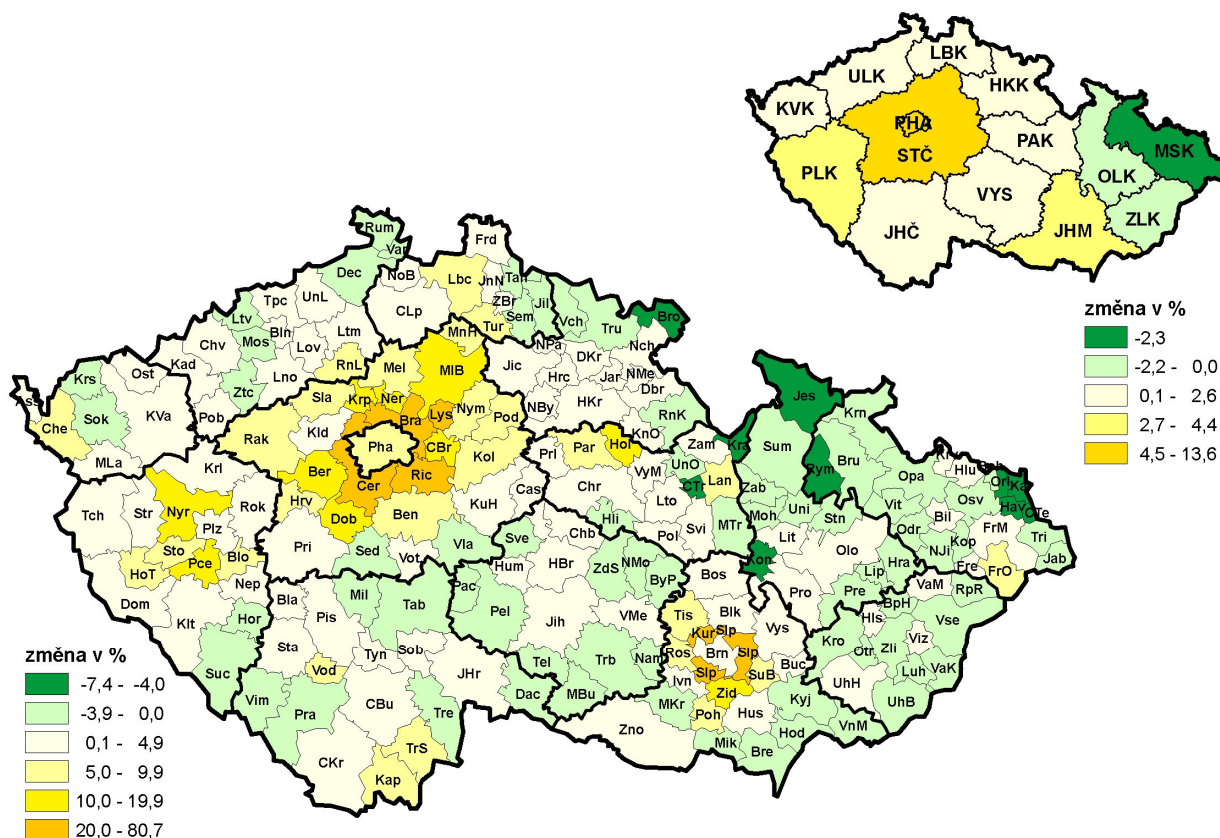 LBK
ULK
HKK
KVK
PHA
PAK
MSK
STČ
OLK
PLK
VYS
ZLK
JHČ
JHM
změna v %
-2,3
-2,2 - 0,0
0,1 - 2,6
2,7 - 4,4
4,5 - 13,6
Rum
Var
Frd
Dec
NoB
Lbc
JnN
Tan
Tpc
UnL
CLp
ZBr
Sem
Jil
Vch
Tru
Bro
Ltv
Bln
Ltm
Tur
MnH
Nch
Chv
Mos
Lov
NPa
Kad
RnL
Mel
MIB
Jic
DKr
Ost
Lno
Hrc
Jar
NMe
Dbr
Jes
Krs
Ztc
Sla
Krp
Ner
Krn
KVa
Pob
Bra
Lys
Nym
Pod
NBy
HKr
RnK
Che
Sok
Kld
Rak
Pha
CBr
KnO
Kra
Sum
Kol
Pri
Par
Hol
Zam
Rym
Bru
MLa
Krl
Ber
Ric
VyM
UnO
Lan
Opa
Hlu
Cer
Cas
Chr
CTr
Zab
Vit
Osv
Orl
Hav
Tch
Str
Nyr
Rok
Hrv
Dob
Ben
KuH
Lto
Moh
Uni
Stn
Bil
FrM
Plz
Hli
MTr
Odr
Tri
Sto
Pri
Sed
Vot
Vla
Sve
Chb
Svi
Lit
Olo
NJi
Kop
Jab
HoT
Pce
Blo
Pol
Kon
Hra
Fre
FrO
Nep
Hum
HBr
ZdS
NMo
ByP
Bos
Lip
VaM
RpR
Dom
Bla
Mil
Tab
Pac
Pre
BpH
Klt
Hor
Pis
Pel
Jih
VMe
Tis
Blk
Vys
Pro
Hls
Vse
Sta
Kur
Slp
Kro
Otr
Zli
Viz
Tyn
Sob
Ros
Brn
Slp
Suc
Vod
JHr
Tel
Trb
Nam
Ivn
Slp
SuB
Buc
UhH
Luh
VaK
Vim
Pra
CBu
Tre
Dac
MBu
MKr
Zid
Kyj
UhB
Poh
Hus
Hod
VnM
CKr
TrS
Zno
Mik
Bre
Kap
změna v %
-7,4 - -4,0
-3,9 - 0,0
0,1 - 4,9
5,0 - 9,9
10,0 - 19,9
20,0 - 80,7